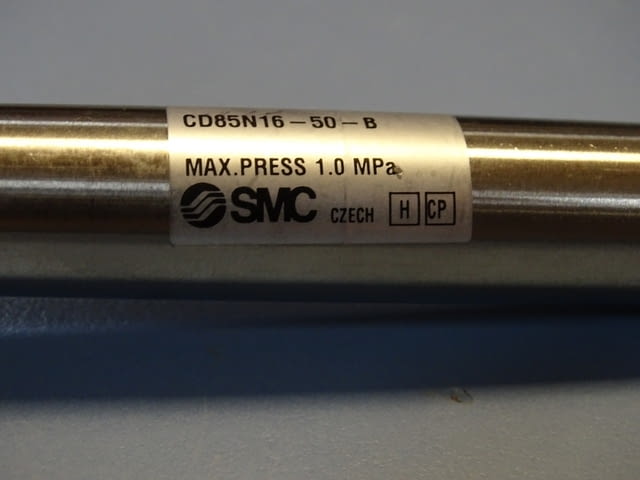 CD85N16-50-B
MAX.PRESS 1.0 MPa
SMC CZECH H CP